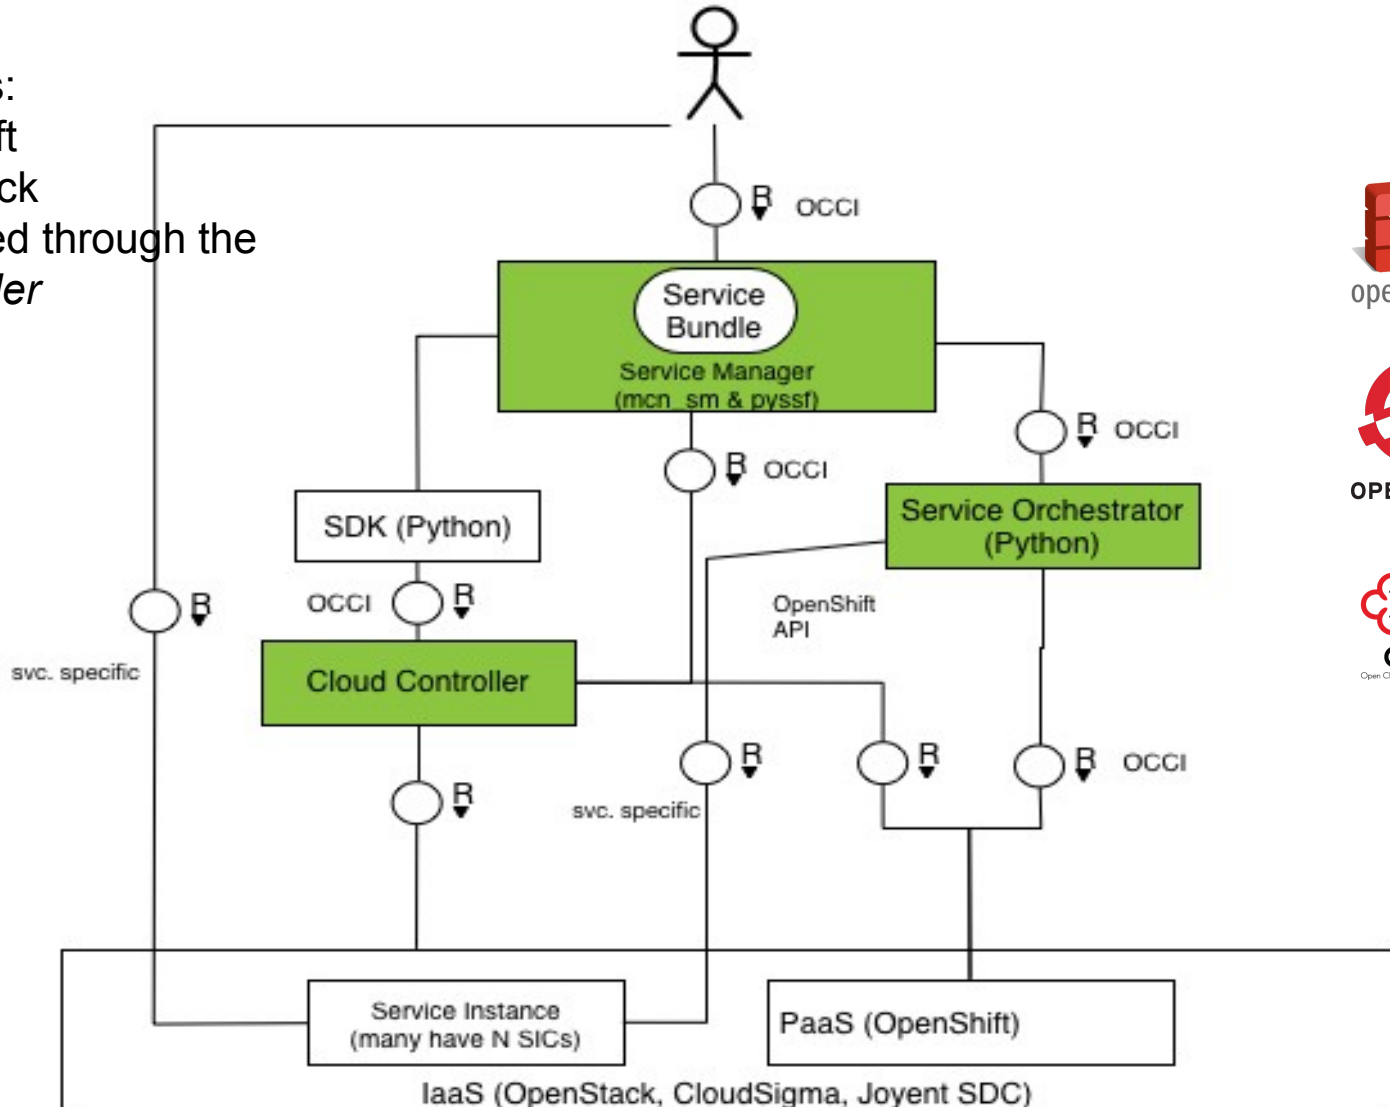 s:
ft
ck
ed through the
ler
R OCCI
Service
Bundle
Service Manager
(mcn_sm & pyssf)
R OCCI
R OCCI
SDK (Python)
Service Orchestrator
(Python)
OCCI R
R
OpenShift
API
svc. specific
Cloud Controller
R
R
R OCCI
R
svc. specific
Service Instance
(many have N SICs)
PaaS (OpenShift)
IaaS (OpenStack, CloudSigma, Joyent SDC)
ope
OPE
Open Cl